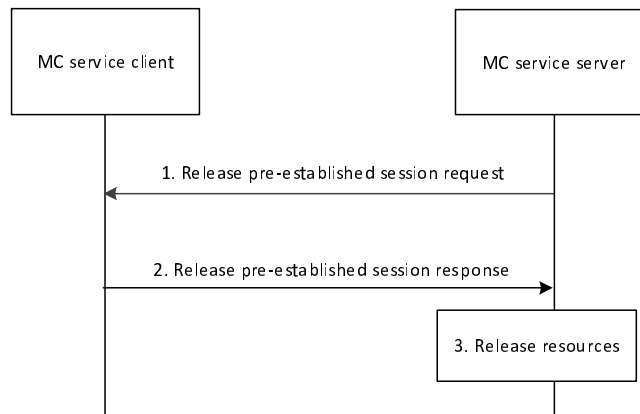 MC service client
MC service server
1. Release pre-established session request
2. Release pre-established session response
3. Release resources